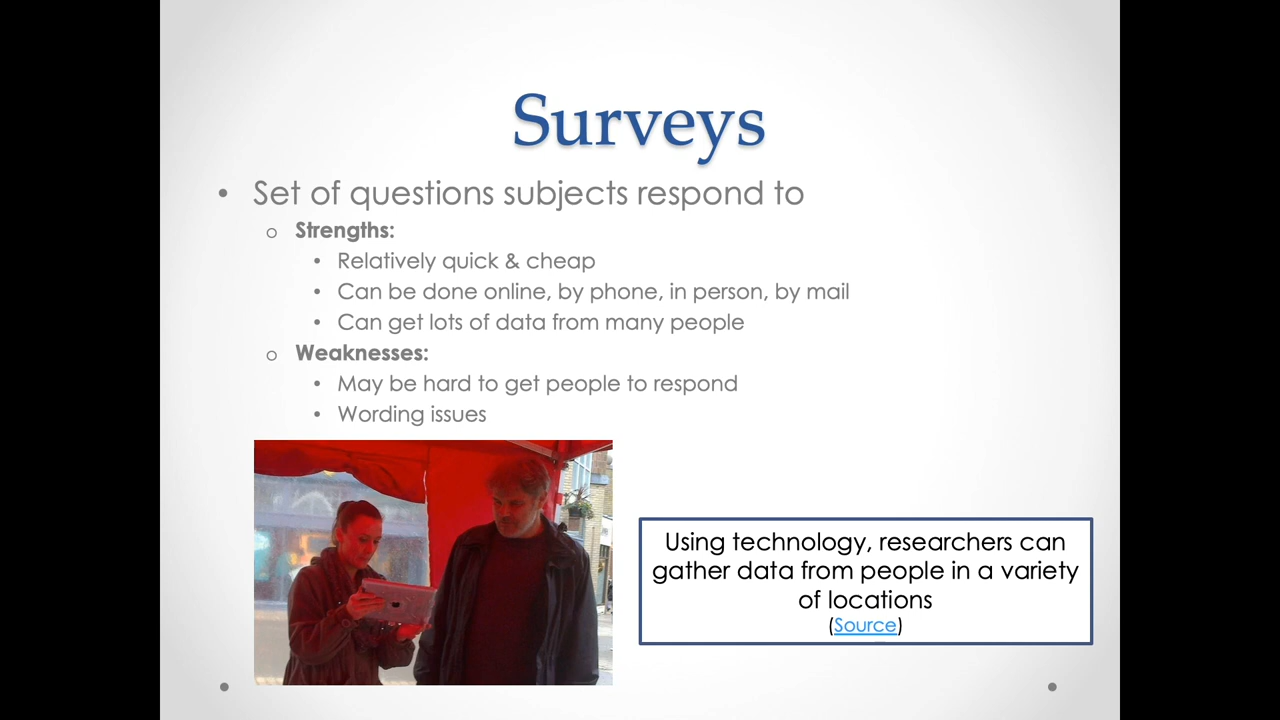 Surveys
• Set of questions subjects respond to
o Strengths:
• Relatively quick & cheap
• Can be done online, by phone, in person, by mail
• Can get lots of data from many people
o Weaknesses:
• May be hard to get people to respond
• Wording issues
Using technology, researchers can
gather data from people in a variety
of locations
(Source)